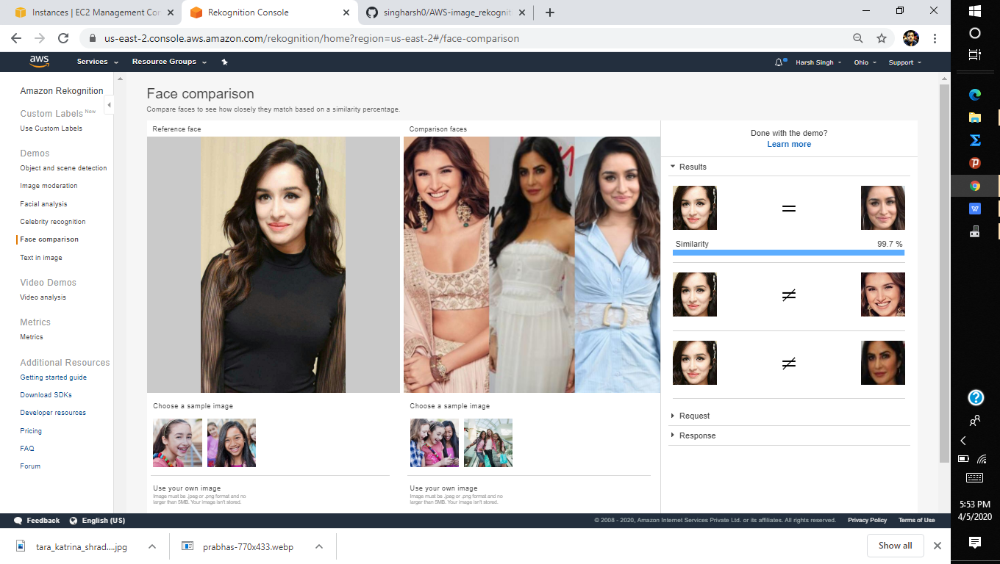 Instances | EC2 Management Con
Rekognition Console
singharsh0/AWS-image_rekognit
us-east-2.console.aws.amazon.com/rekognition/home?region=us-east-2#/face-comparison
aws
Services
Resource Groups
Harsh Singh
Ohio
Support
Amazon Rekognition
Custom Labels New
Use Custom Labels
Demos
Object and scene detection
Image moderation
Facial analysis
Celebrity recognition
Face comparison
Text in image
Video Demos
Video analysis
Metrics
Metrics
Additional Resources
Getting started guide
Download SDKs
Developer resources
Pricing
FAQ
Forum
Face comparison
Compare faces to see how closely they match based on a similarity percentage.
Reference face
Comparison faces
Choose a sample image
Choose a sample image
Use your own image
Image must be .jpeg or .png format and no
larger than 5MB. Your image isn't stored.
Use your own image
Image must be .jpeg or .png format and no
larger than 5MB. Your image isn't stored.
Done with the demo?
Learn more
Results
=
Similarity 99.7 %
≠
≠
Request
Response
Feedback
English (US)
© 2008 - 2020, Amazon Internet Services Private Ltd. or its affiliates. All rights reserved.
Privacy Policy
Terms of Use
tara_katrina_shrad....jpg
prabhas-770x433.webp
Show all
5:53 PM
4/5/2020